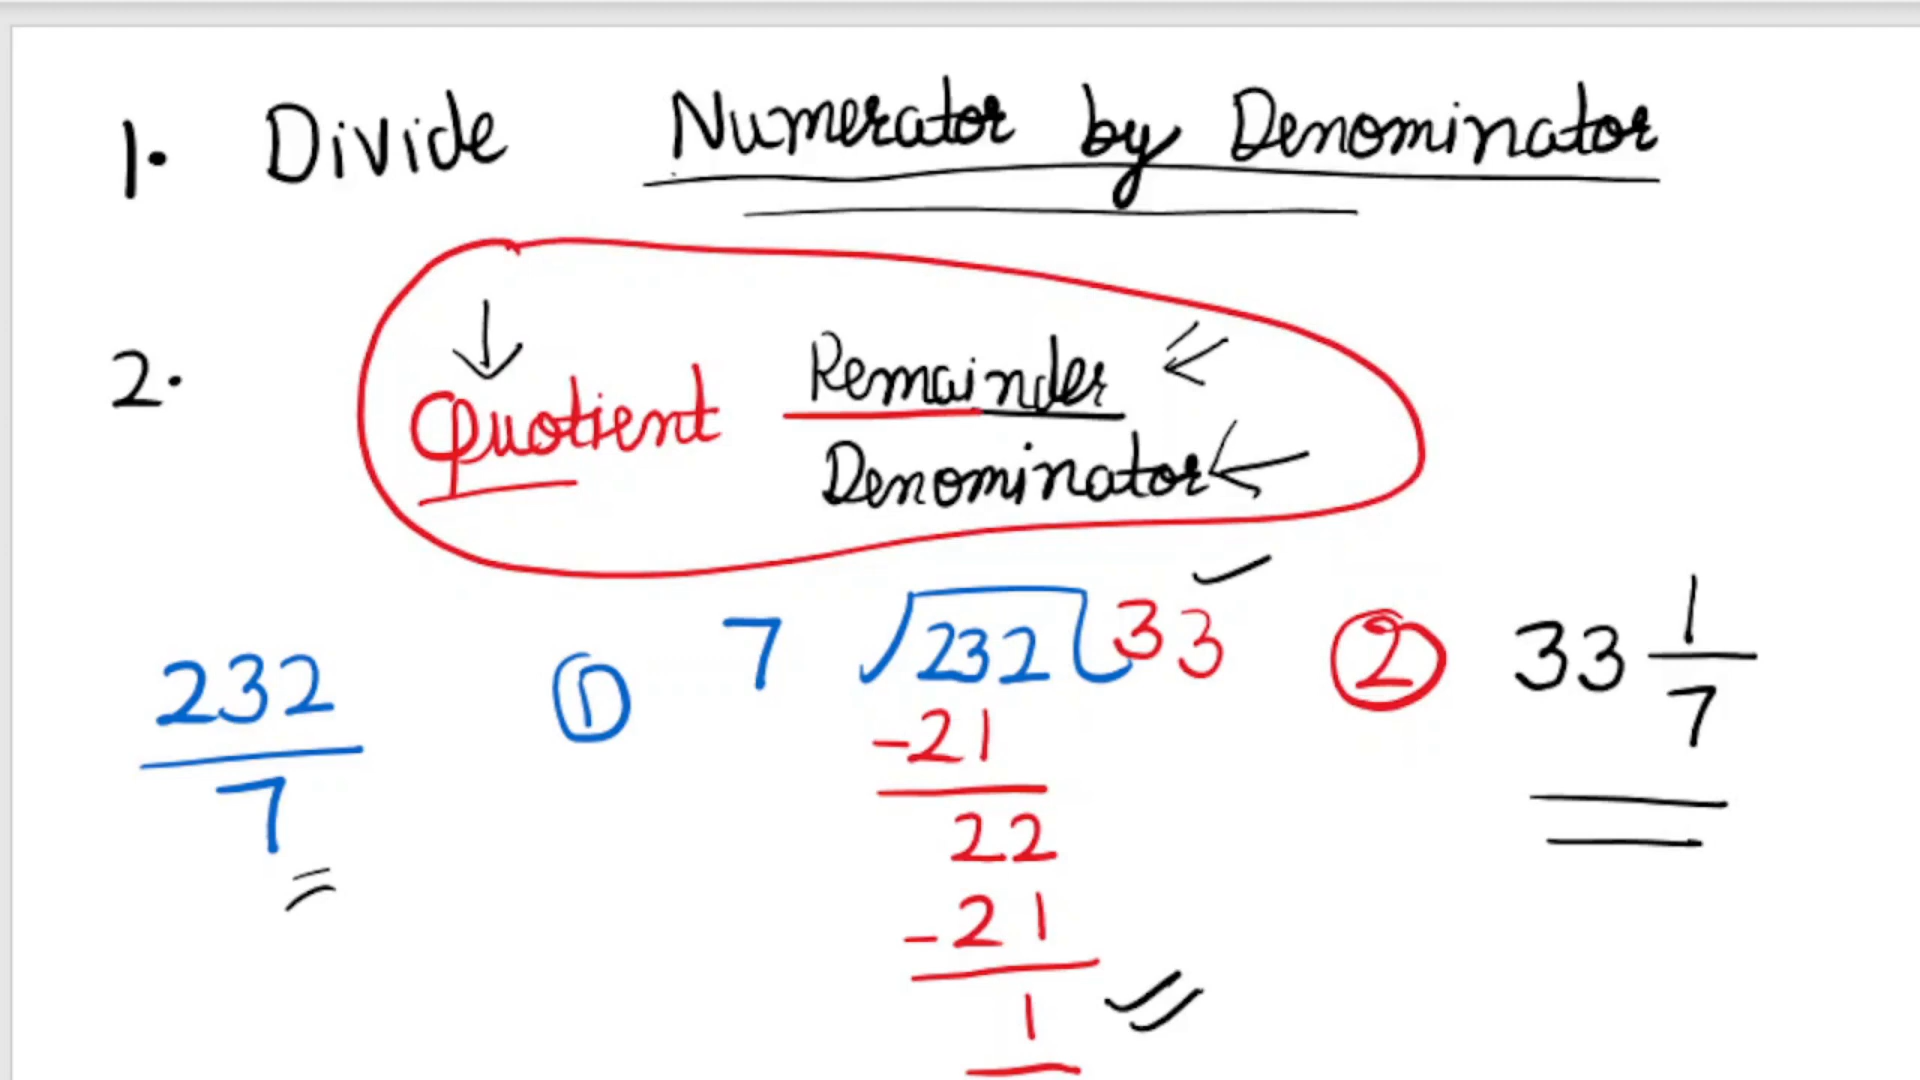 1. Divide Numerator by Denominator
2. Quotient Remainder
Denominator
232
7
1
7 232 33
-21
22
-21
1
2
33 1
7